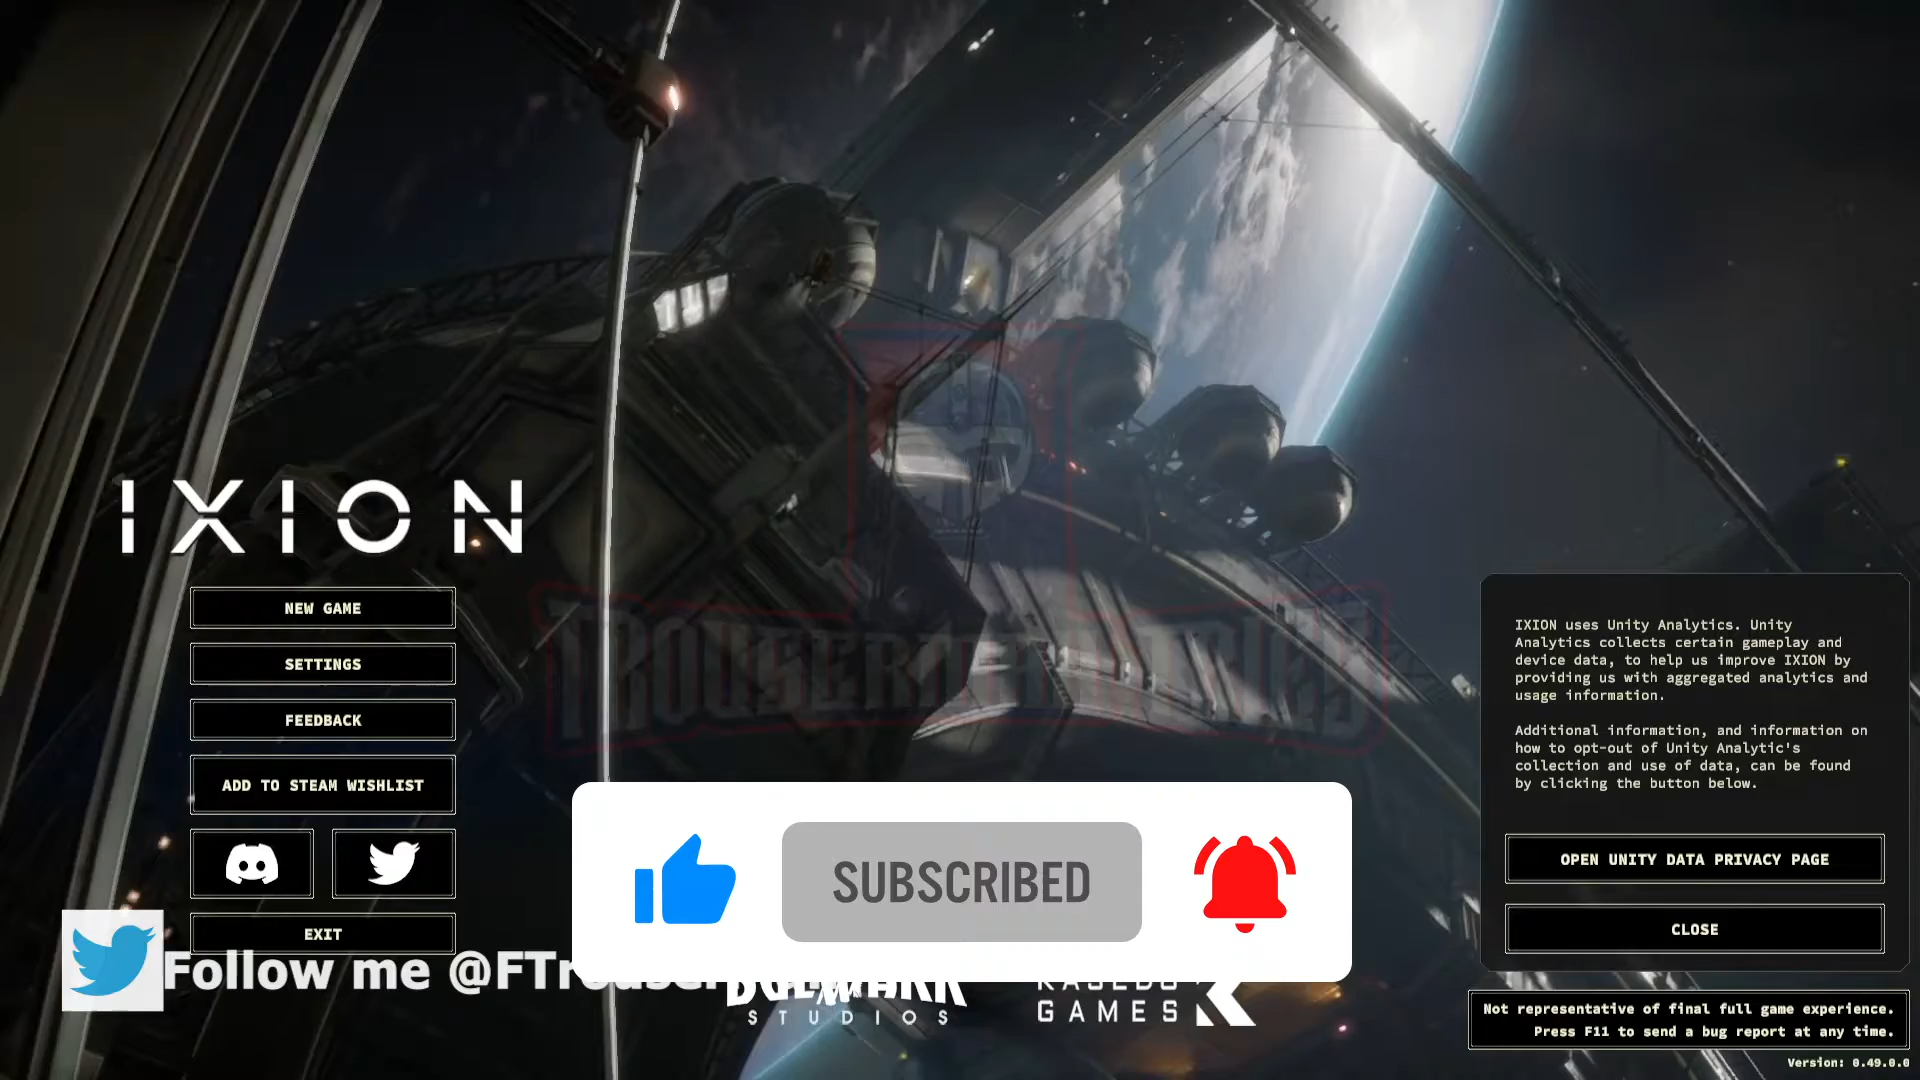 IXION
NEW GAME
SETTINGS
FEEDBACK
ADD TO STEAM WISHLIST
EXIT
Follow me
SUBSCRIBED
STUDIOS
GAMES
IXION uses Unity Analytics. Unity
Analytics collects certain gameplay and
device data, to help us improve IXION by
providing us with aggregated analytics and
usage information.
Additional information, and information on
how to opt-out of Unity Analytic's
collection and use of data, can be found
by clicking the button below.
OPEN UNITY DATA PRIVACY PAGE
CLOSE
Not representative of final full game experience.
Press F11 to send a bug report at any time.
Version: 0.49.0.0